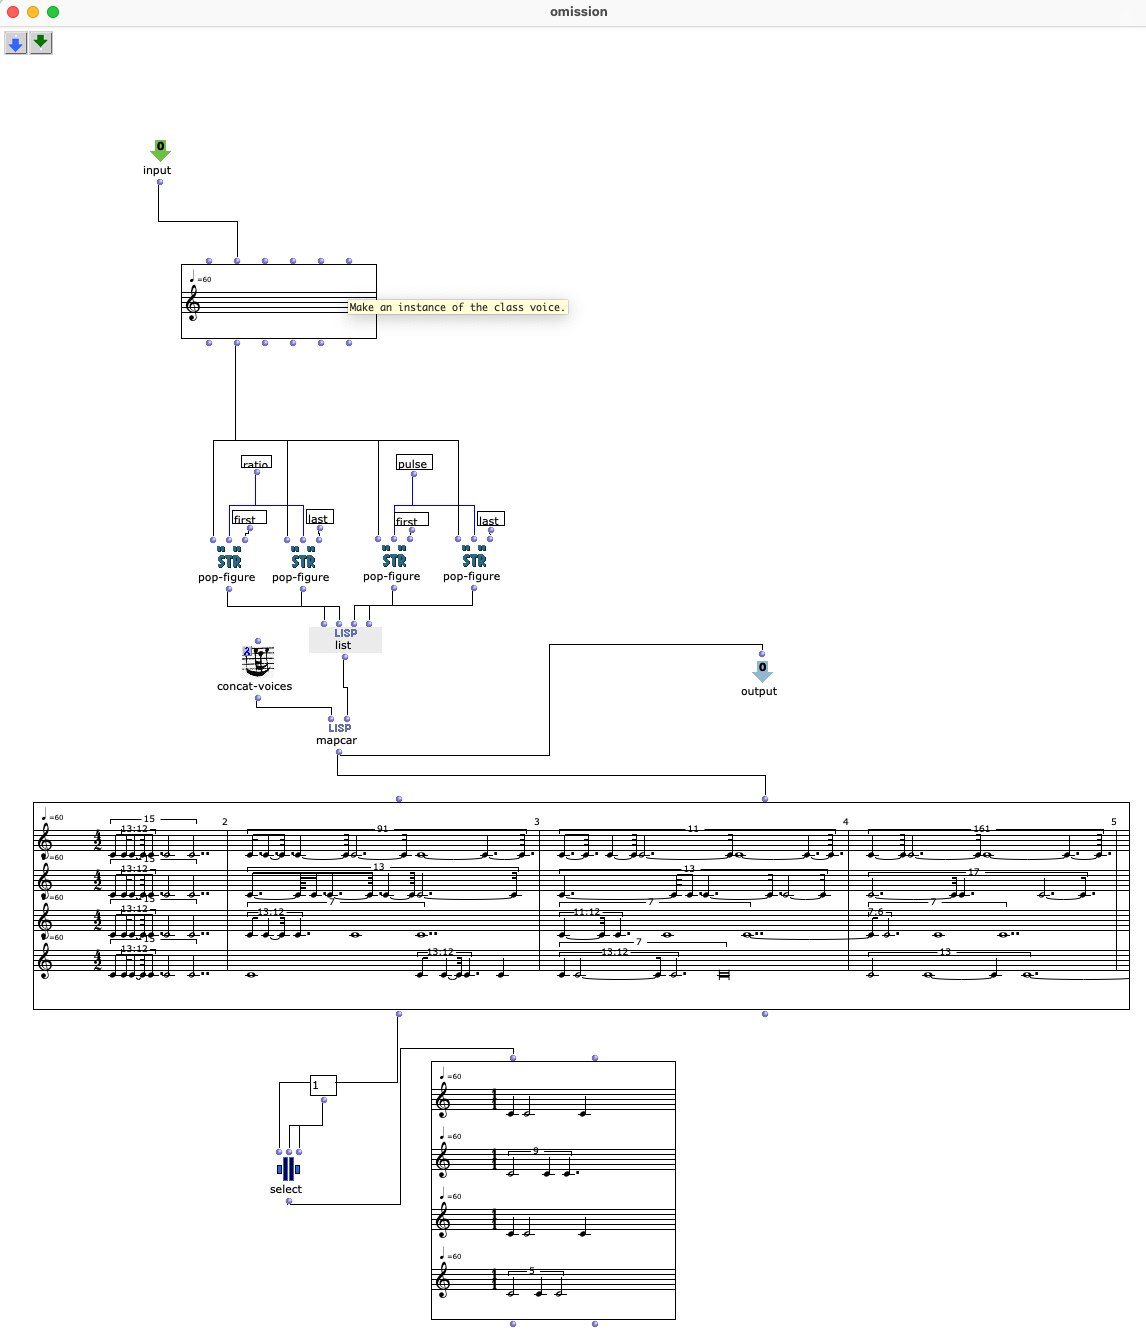 omission
0
input
=60
Make an instance of the class voice.
ratio
pulse
first
last
first
last
"" STR
"" STR
"" STR
"" STR
pop-figure
pop-figure
pop-figure
pop-figure
LISP
list
concat-voices
0
output
LISP
mapcar
=60
15
13:12
2
91
3
11
4
161
5
=60
15
13:12
13
13
17
=60
15
13:12
7
13:12
7
11:12
7
7:6
=60
15
13:12
13:12
7
13:12
13
1
select
=60
=60
9
=60
=60
5